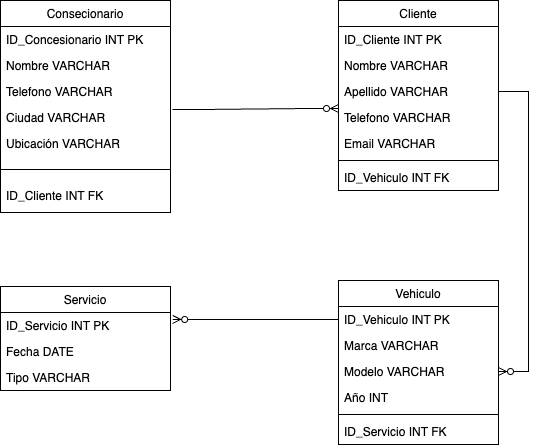 Consecionario
ID_Concesionario INT PK
Nombre VARCHAR
Telefono VARCHAR
Ciudad VARCHAR
Ubicación VARCHAR
ID_Cliente INT FK
Cliente
ID_Cliente INT PK
Nombre VARCHAR
Apellido VARCHAR
Telefono VARCHAR
Email VARCHAR
ID_Vehiculo INT FK
Servicio
ID_Servicio INT PK
Fecha DATE
Tipo VARCHAR
Vehiculo
ID_Vehiculo INT PK
Marca VARCHAR
Modelo VARCHAR
Año INT
ID_Servicio INT FK